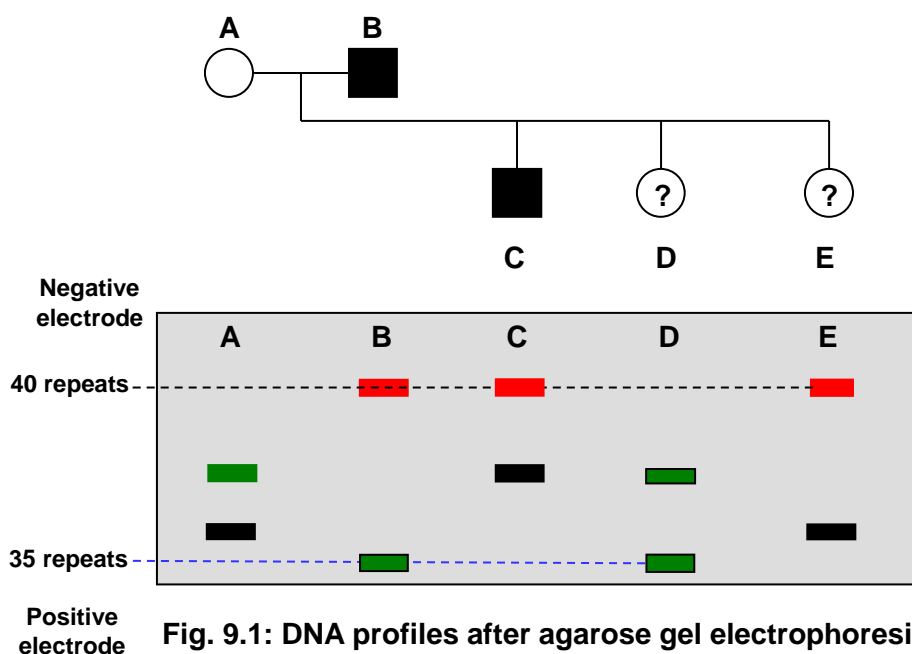 A B
? ?
C D E
Negative
electrode
A B C D E
40 repeats
35 repeats
Positive
electrode
Fig. 9.1: DNA profiles after agarose gel electrophoresi